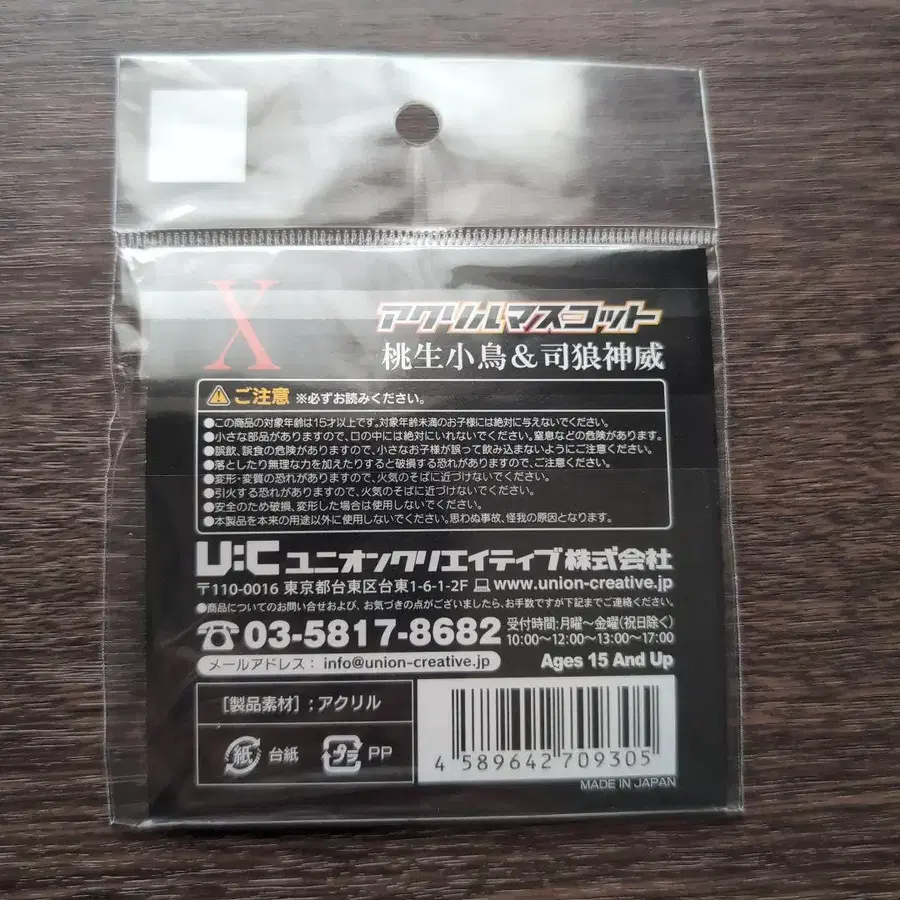 X
アクリルマスコット
桃生小鳥&司狼神威
ご注意 ※必ずお読みください。
●この商品の対象年齢は15才以上です。対象年齢未満のお子様には絶対に与えないでください。
●小さな部品がありますので、口の中には絶対にいれないでください。窒息などの危険があります。
●誤飲、誤食の危険がありますので、小さなお子様が誤って飲み込まないようにご注意ください。
●落としたり無理な力を加えたりすると破損する恐れがありますので、ご注意ください。
●変形・変質の恐れがありますので、火気のそばに近づけないでください。
●引火する恐れがありますので、火気のそばに近づけないでください。
●安全のため破損、変形した場合は使用しないでください。
●本製品を本来の用途以外に使用しないでください。思わぬ事故、怪我の原因となります。
U:C ユニオンクリエイティブ株式会社
〒110-0016 東京都台東区台東1-6-1-2F www.union-creative.jp
●商品についてのお問い合せおよび、お気づきの点がございましたら、お手数ですが下記までご連絡ください。
03-5817-8682 受付時間:月曜〜金曜(祝日除く)
10:00〜12:00〜13:00〜17:00
メールアドレス: info@union-creative.jp Ages 15 And Up
[製品素材];アクリル
紙 台紙 プラ PP
4 589642 709305
MADE IN JAPAN